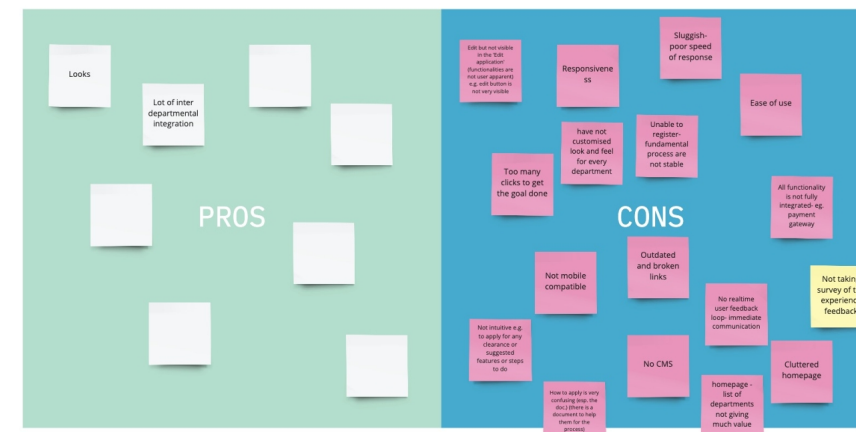 Looks
Lot of inter
departmental
integration
PROS
Edit but not visible
in the 'Edit
application'
(functionalities are
not user apparent)
e.g. edit button is
not very visible
Responsivene
ss
Sluggish-
poor speed
of response
Ease of use
have not
customised
look and feel
for every
department
Unable to
register-
fundamental
process are
not stable
Too many
clicks to get
the goal done
All functionality
is not fully
integrated- eg.
payment
gateway
CONS
Not mobile
compatible
Outdated
and broken
links
No realtime
user feedback
loop- immediate
communication
Not takin
survey of t
experienc
feedback
Not intuitive e.g.
to apply for any
clearance or
suggested
features or steps
to do
No CMS
Cluttered
homepage
How to apply is very
confusing (esp. the
doc.) (there is a
document to help
them for the
process)
homepage -
list of
departments
not giving
much value